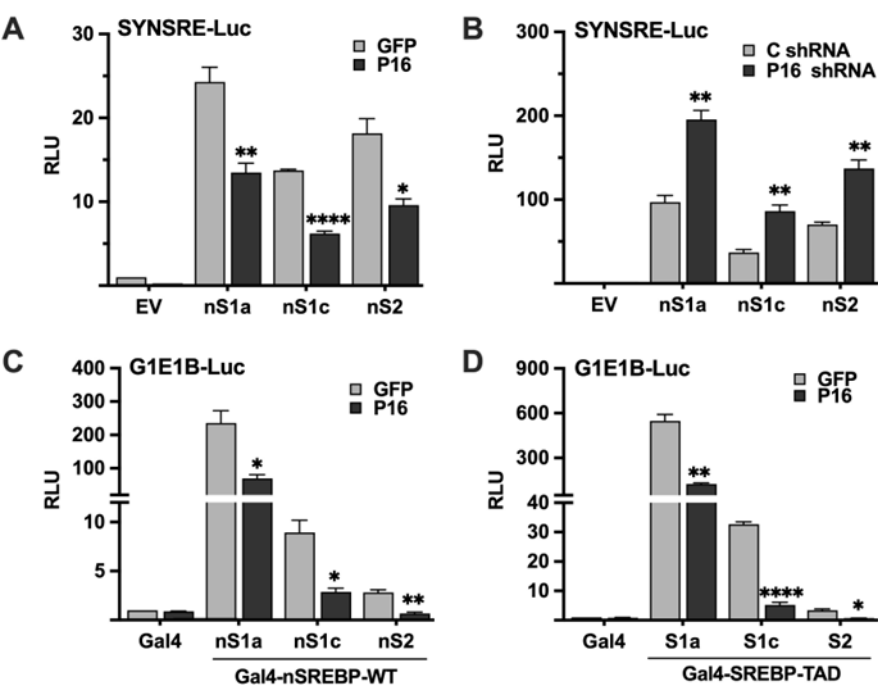 A
SYNSRE-Luc
GFP
P16
RLU
30
20
10
**
****
*
EV nS1a nS1c nS2
B
SYNSRE-Luc
C shRNA
P16 shRNA
RLU
300
200
100
**
**
**
EV nS1a nS1c nS2
C
G1E1B-Luc
GFP
P16
RLU
400
300
200
100
10
5
*
*
**
Gal4 nS1a nS1c nS2
Gal4-nSREBP-WT
D
G1E1B-Luc
GFP
P16
RLU
900
600
300
40
30
20
10
**
****
*
Gal4 S1a S1c S2
Gal4-SREBP-TAD